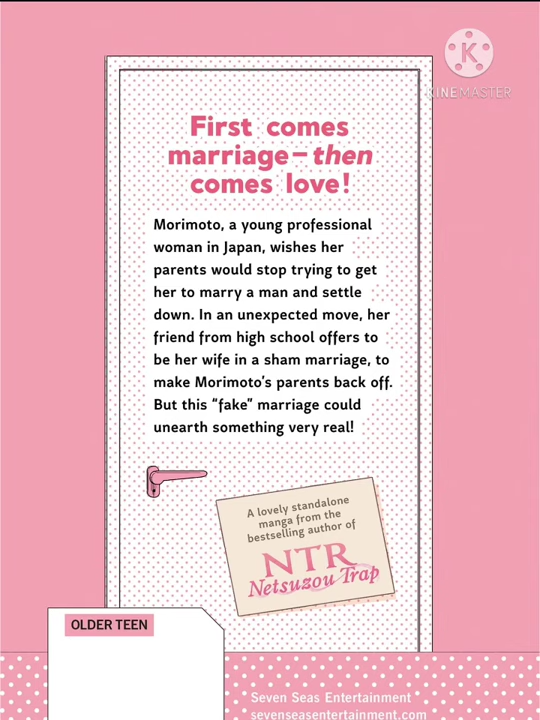 KINEMASTER
First comes
marriage—then
comes love!
Morimoto, a young professional
woman in Japan, wishes her
parents would stop trying to get
her to marry a man and settle
down. In an unexpected move, her
friend from high school offers to
be her wife in a sham marriage, to
make Morimoto's parents back off.
But this "fake" marriage could
unearth something very real!
A lovely standalone
manga from the
bestselling author of
NTR
Netsuzou Trap
OLDER TEEN
Seven Seas Entertainment
sevenseasentertainment.com